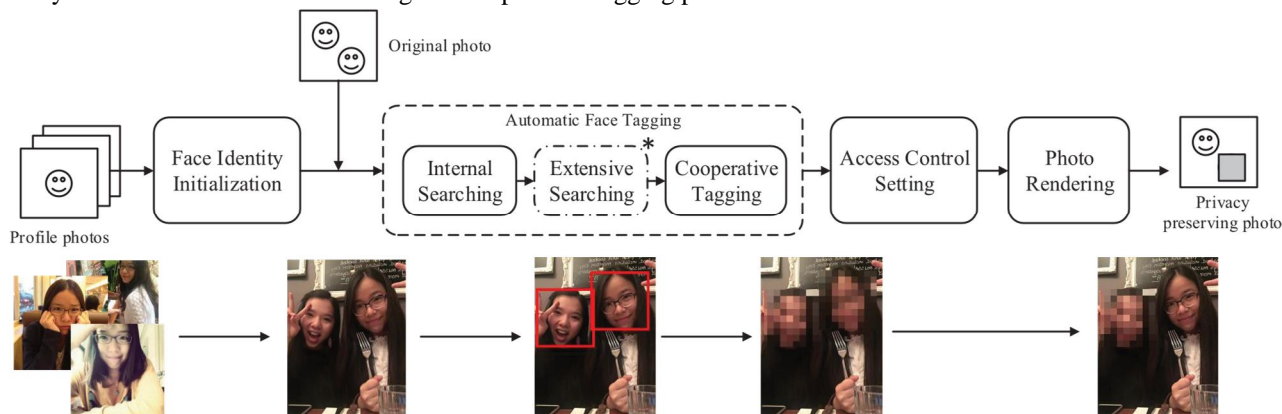 Original photo
Automatic Face Tagging
*
Face Identity
Initialization
Internal
Searching
Extensive
Searching
Cooperative
Tagging
Access Control
Setting
Photo
Rendering
Profile photos
Privacy
preserving photo